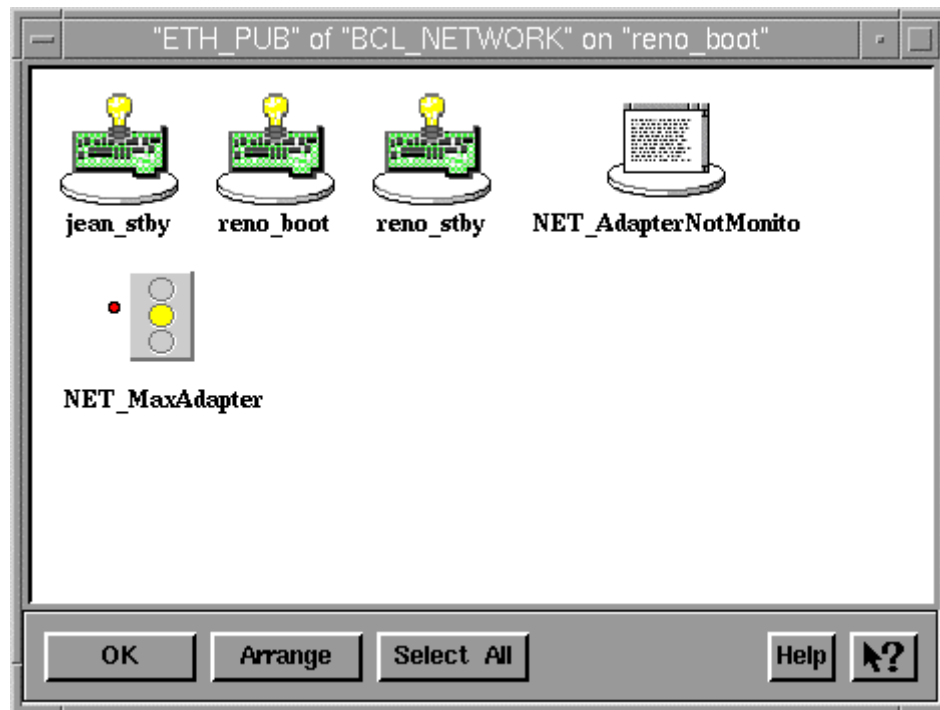 "ETH_PUB" of "BCL_NETWORK" on "reno_boot"
jean_stby reno_boot reno_stby NET_AdapterNotMonito
NET_MaxAdapter
OK Arrange Select All Help ?